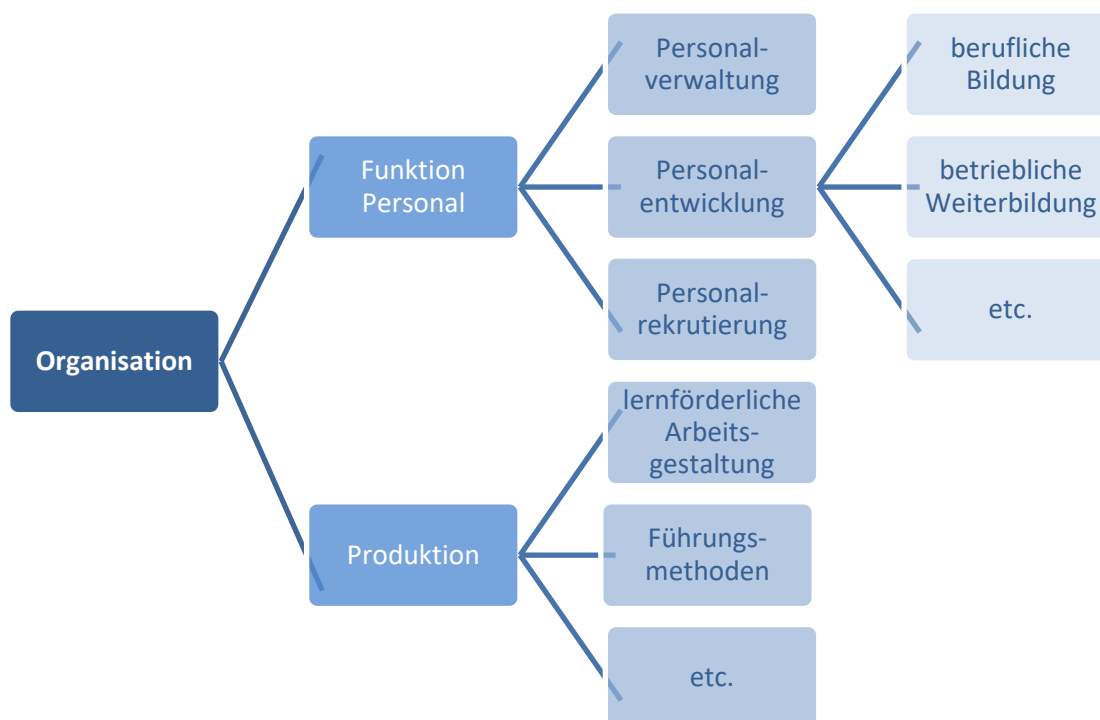 Organisation
Funktion
Personal
Produktion
Personal-
verwaltung
Personal-
entwicklung
Personal-
rekrutierung
lernförderliche
Arbeits-
gestaltung
Führungs-
methoden
etc.
berufliche
Bildung
betriebliche
Weiterbildung
etc.